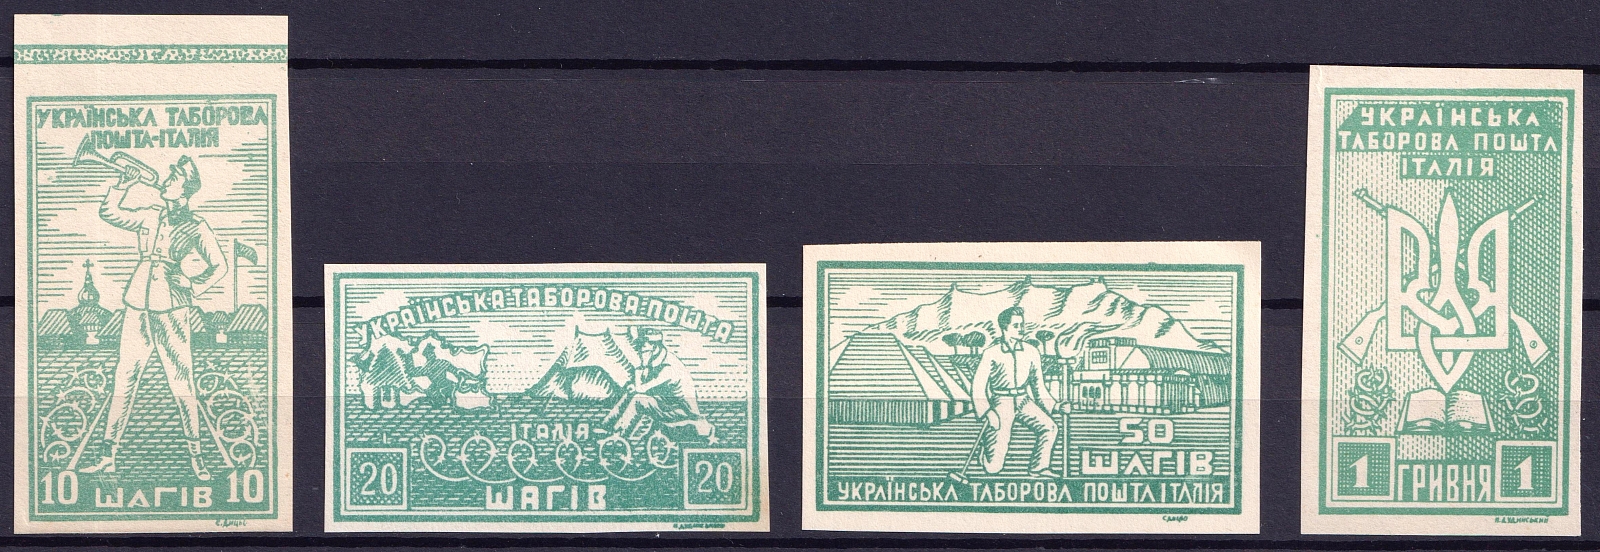 УКРАЇНСЬКА ТАБОРОВА
ПОШТА-ІТАЛІЯ
10 10
ШАГІВ
УКРАЇНСЬКА ТАБОРОВА ПОШТА
ІТАЛІЯ
20 20
ШАГІВ
50
ШАГІВ
УКРАЇНСЬКА ТАБОРОВА ПОШТА ІТАЛІЯ
УКРАЇНСЬКА
ТАБОРОВА ПОШТА
ІТАЛІЯ
1 ГРИВНЯ 1